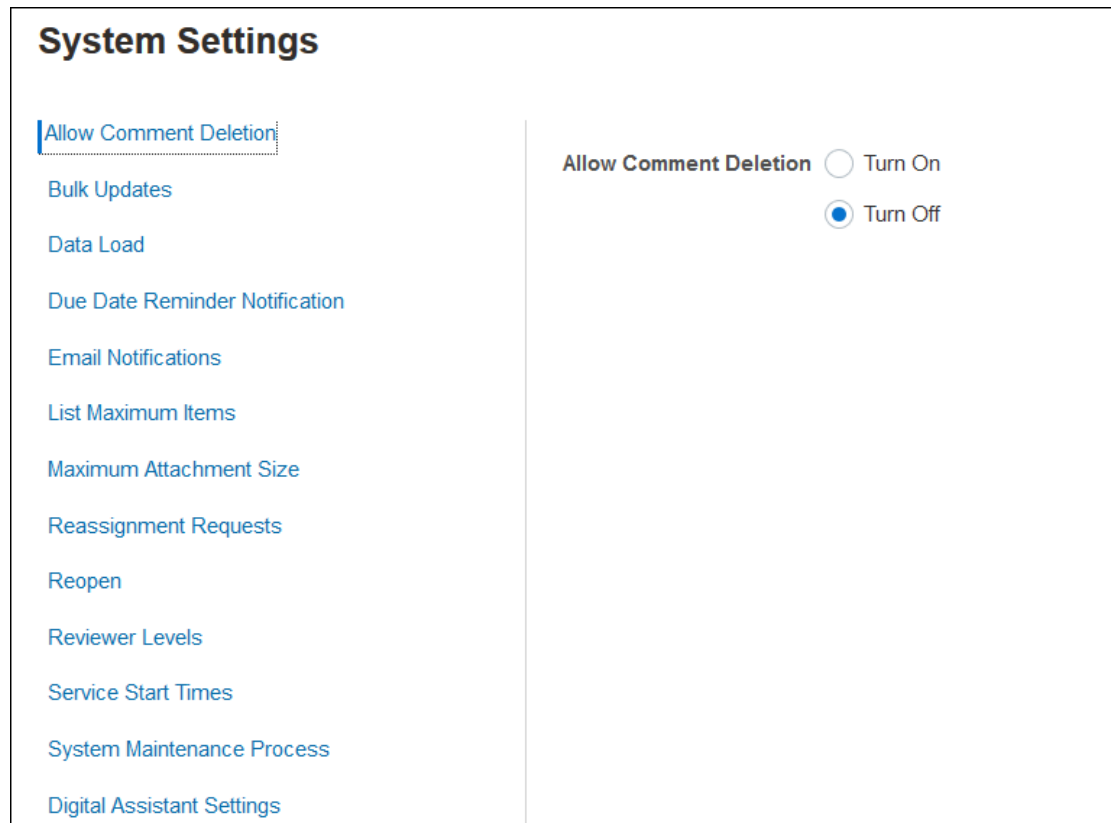 System Settings
Allow Comment Deletion
Bulk Updates
Data Load
Due Date Reminder Notification
Email Notifications
List Maximum Items
Maximum Attachment Size
Reassignment Requests
Reopen
Reviewer Levels
Service Start Times
System Maintenance Process
Digital Assistant Settings
Allow Comment Deletion Turn On
Turn Off